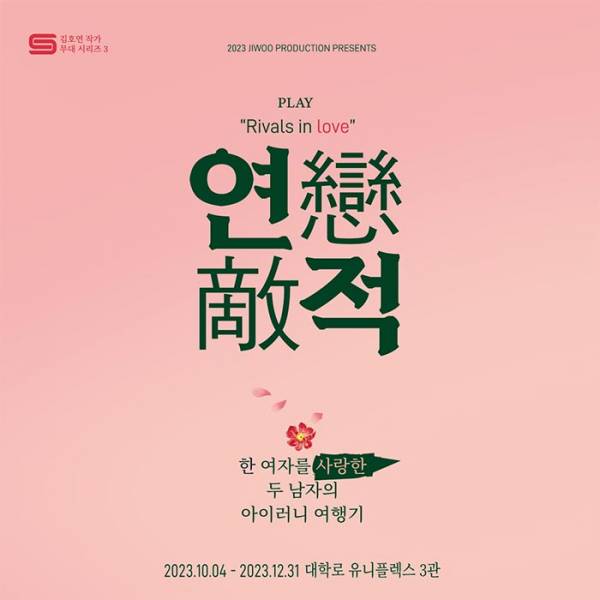 김호연 작가
무대 시리즈 3
2023 JIWOO PRODUCTION PRESENTS
PLAY
"Rivals in love"
연戀
敵적
한 여자를 사랑한
두 남자의
아이러니 여행기
2023.10.04 - 2023.12.31 대학로 유니플렉스 3관